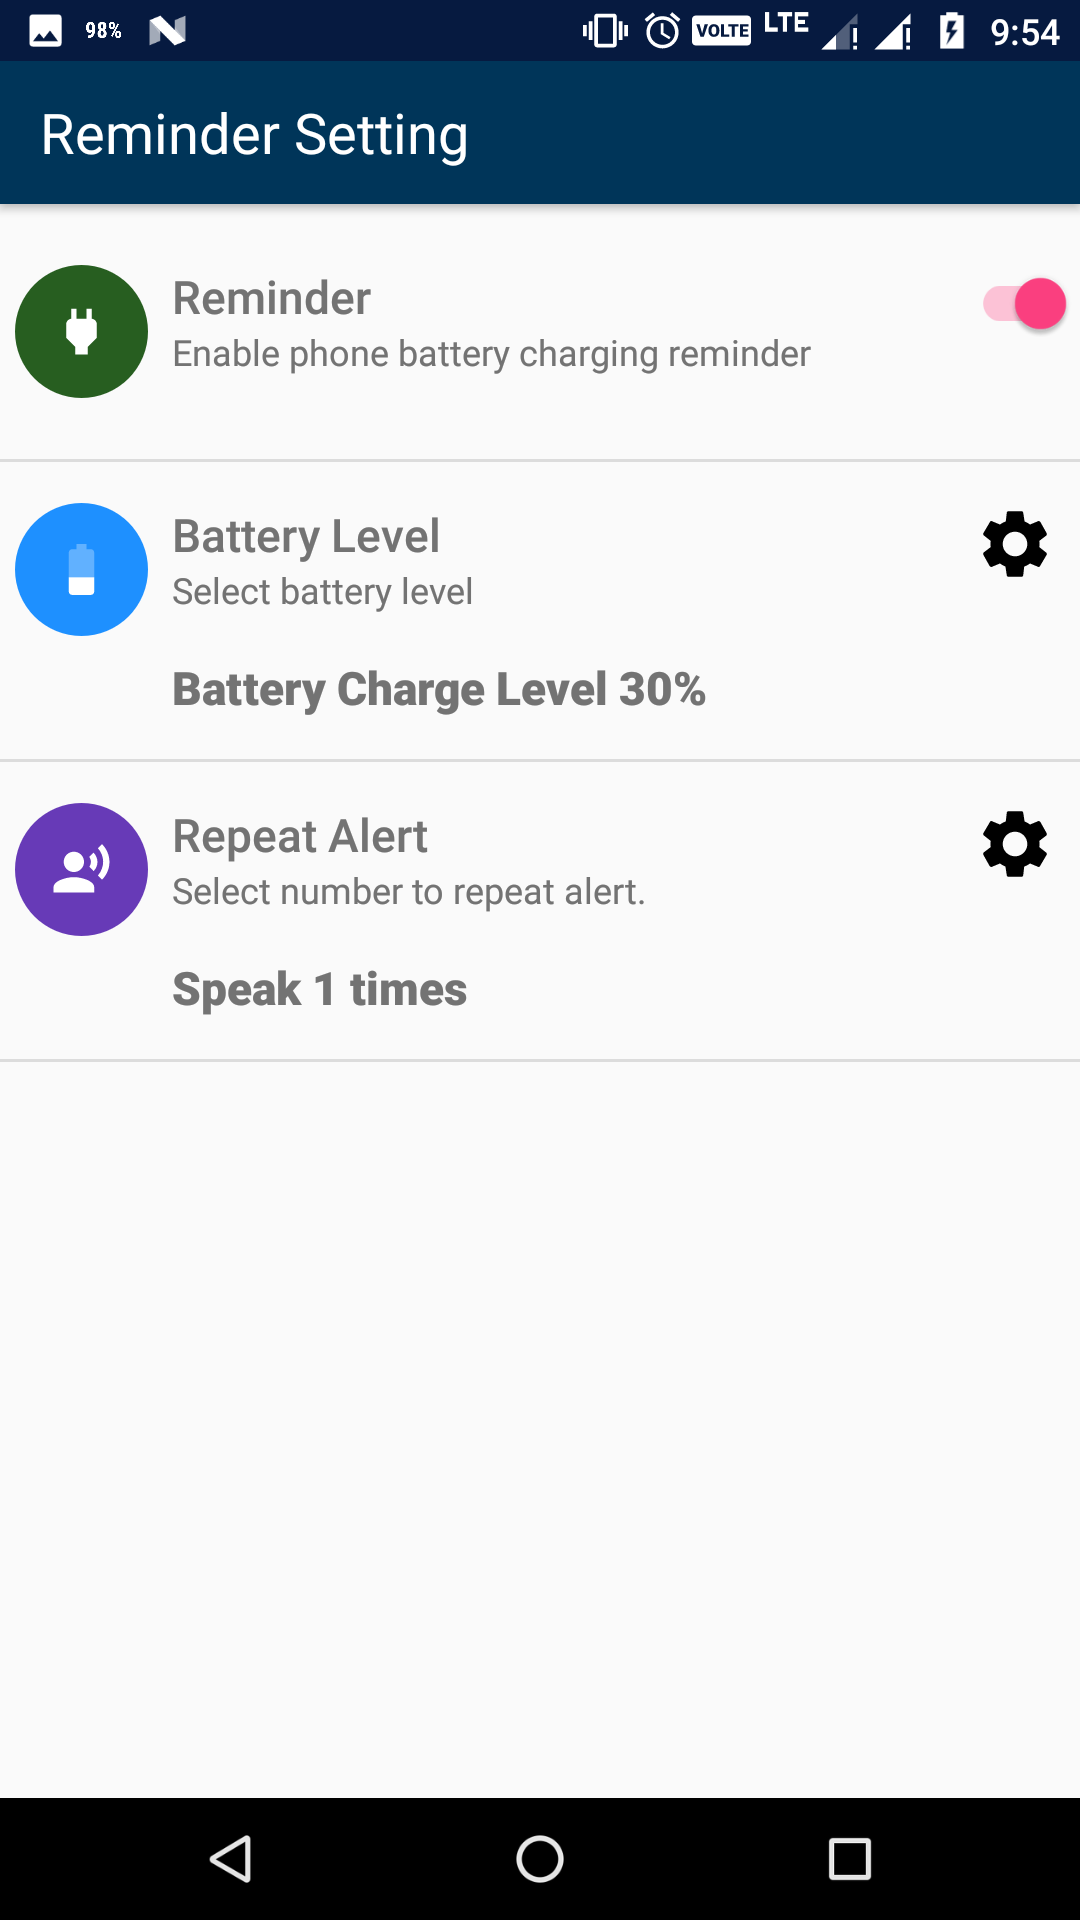 98% VOLTE LTE 9:54
Reminder Setting
Reminder
Enable phone battery charging reminder
Battery Level
Select battery level
Battery Charge Level 30%
Repeat Alert
Select number to repeat alert.
Speak 1 times